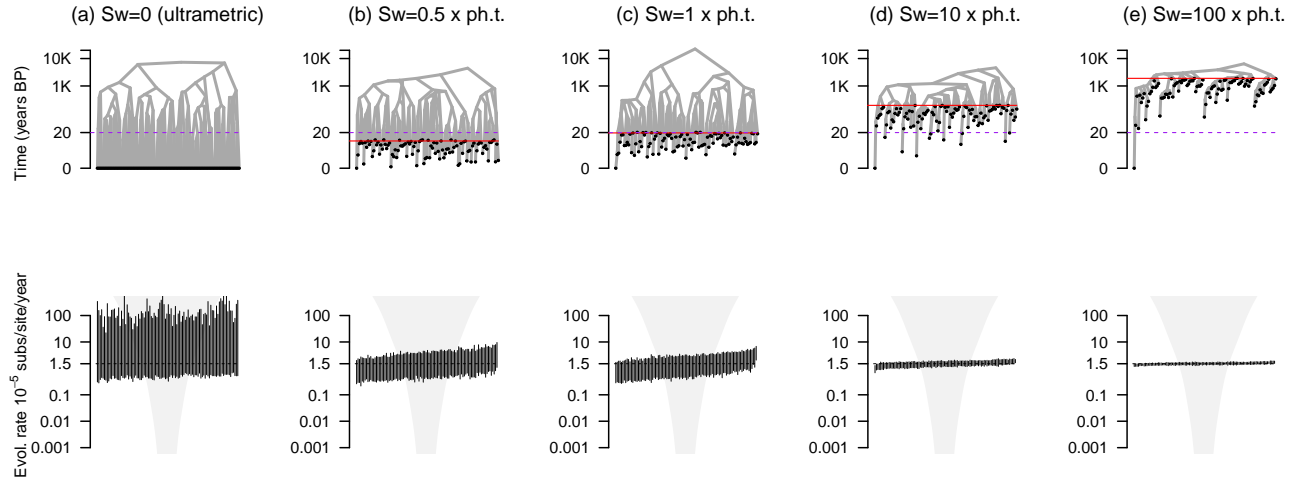 (a) Sw=0 (ultrametric)
(b) Sw=0.5 x ph.t.
(c) Sw=1 x ph.t.
(d) Sw=10 x ph.t.
(e) Sw=100 x ph.t.
Time (years BP)
10K
1K
20
0
10K
1K
20
0
10K
1K
20
0
10K
1K
20
0
10K
1K
20
0
Evol. rate 10⁻⁵ subs/site/year
100
10
1.5
0.1
0.01
0.001
100
10
1.5
0.1
0.01
0.001
100
10
1.5
0.1
0.01
0.001
100
10
1.5
0.1
0.01
0.001
100
10
1.5
0.1
0.01
0.001